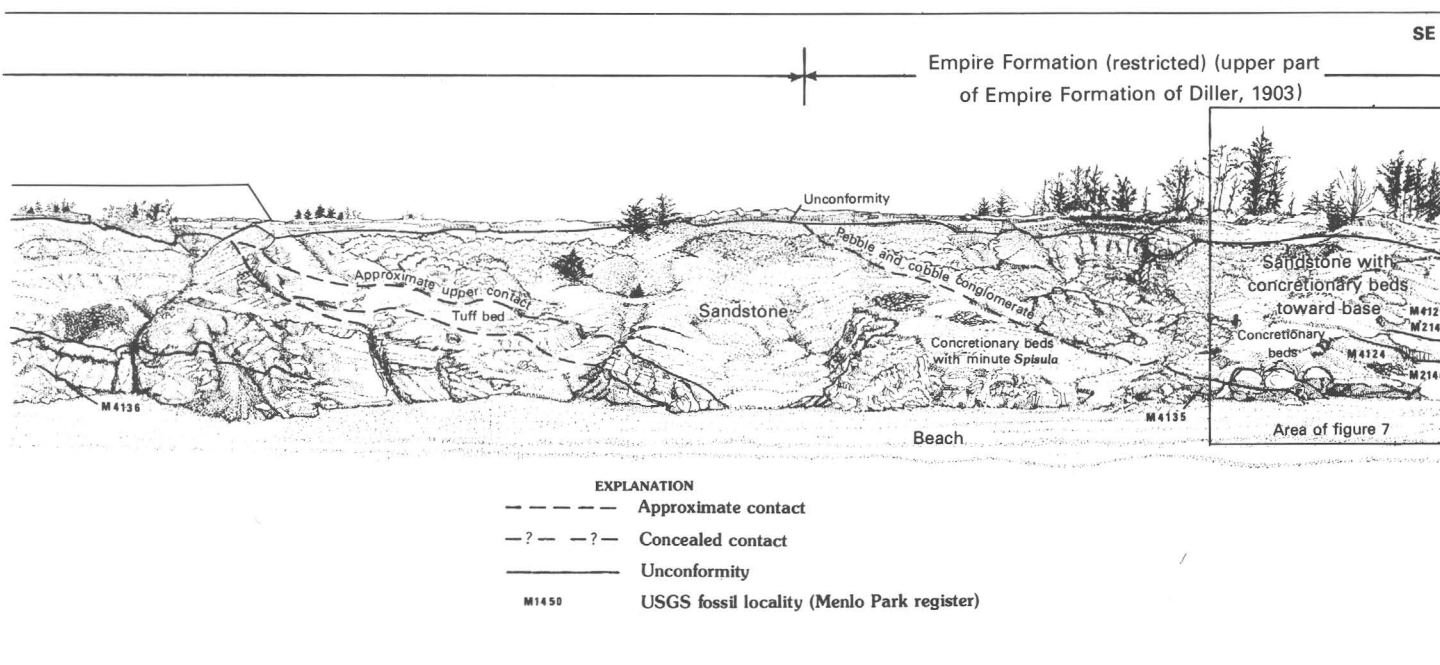 SE
Empire Formation (restricted) (upper part
of Empire Formation of Diller, 1903)
Unconformity
Pebble and cobble conglomerate
Approximate upper contact
Tuff bed
Sandstone
Sandstone with
concretionary beds
toward base
Concretionary beds
with minute Spisula
Concretionary
beds
M412
M214
M4124
M214
M4136
M4135
Area of figure 7
Beach
EXPLANATION
Approximate contact
—?— —?— Concealed contact
Unconformity
M1450 USGS fossil locality (Menlo Park register)